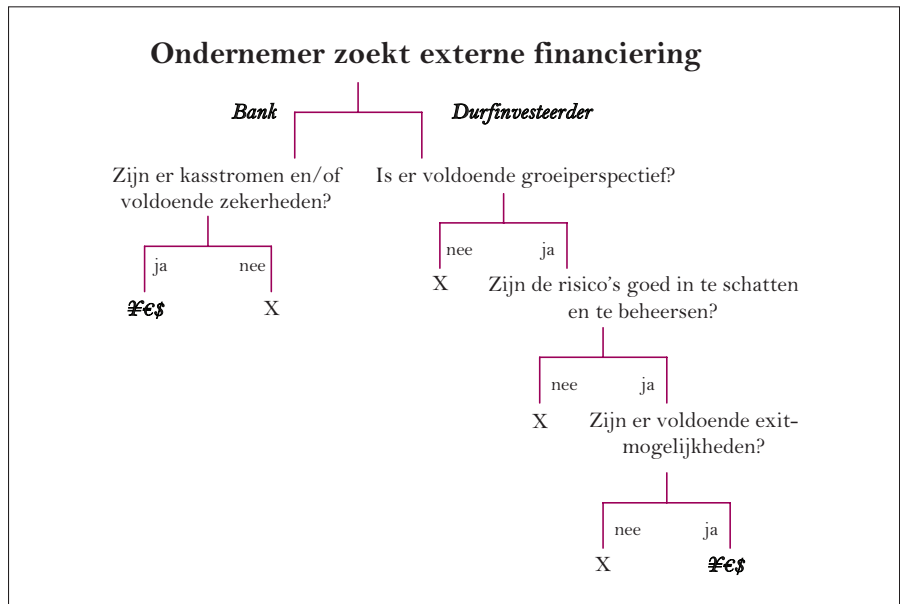 Ondernemer zoekt externe financiering
Bank
Durfinvesteerder
Zijn er kasstromen en/of
voldoende zekerheden?
ja
nee
¥€$
X
Is er voldoende groeiperspectief?
nee
ja
X
Zijn de risico's goed in te schatten
en te beheersen?
nee
ja
X
Zijn er voldoende exit-
mogelijkheden?
nee
ja
X
¥€$